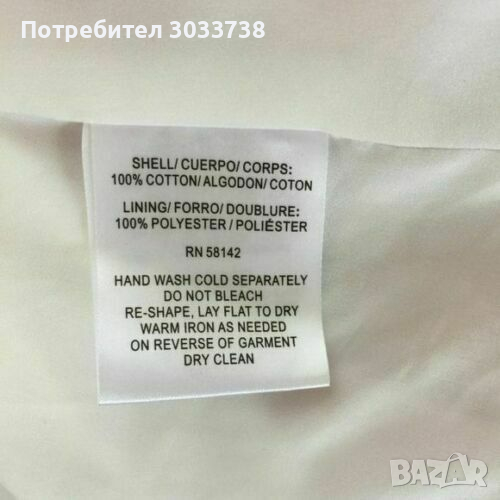 Потребител 3033738
SHELL/ CUERPO/ CORPS:
100% COTTON/ ALGODON/ COTON
LINING/ FORRO/ DOUBLURE:
100% POLYESTER / POLIÉSTER
RN 58142
HAND WASH COLD SEPARATELY
DO NOT BLEACH
RE-SHAPE, LAY FLAT TO DRY
WARM IRON AS NEEDED
ON REVERSE OF GARMENT
DRY CLEAN
BAZAR